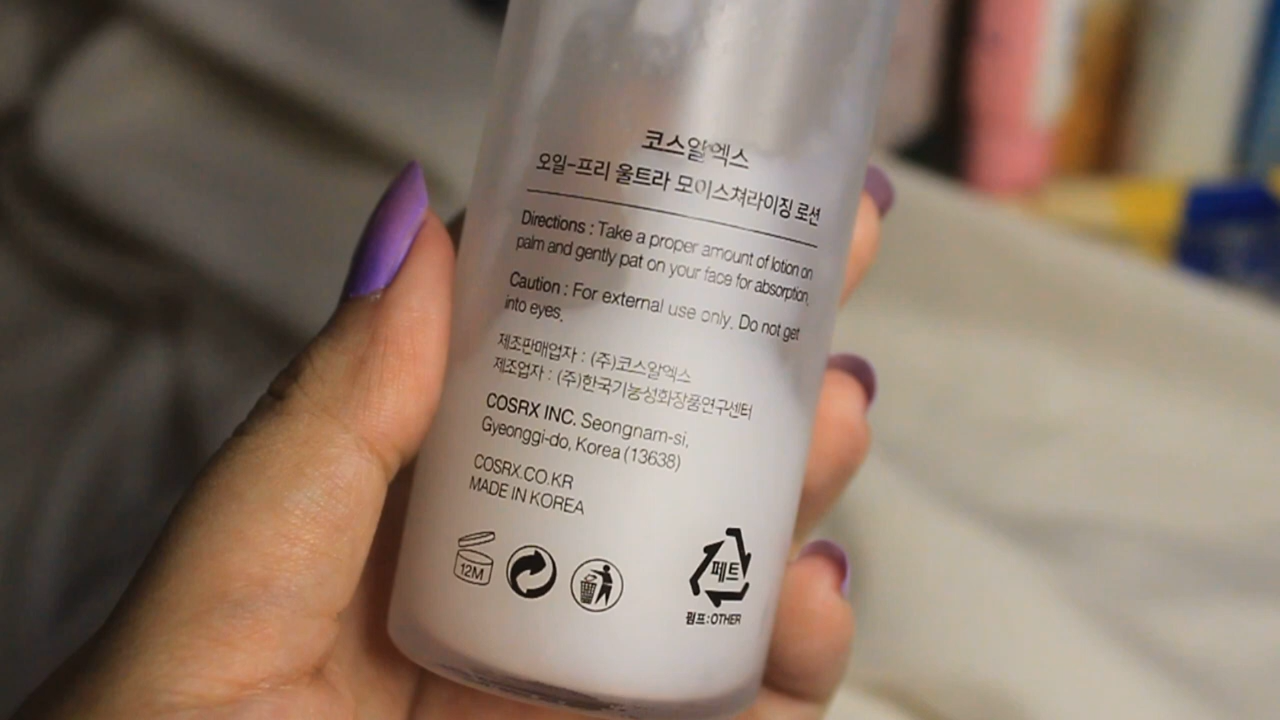 코스알엑스
오일-프리 울트라 모이스쳐라이징 로션
Directions : Take a proper amount of lotion on
palm and gently pat on your face for absorption.
Caution : For external use only. Do not get
into eyes.
제조판매업자 : (주)코스알엑스
제조업자 : (주)한국기능성화장품연구센터
COSRX INC. Seongnam-si,
Gyeonggi-do, Korea (13638)
COSRX.CO.KR
MADE IN KOREA
12M
페트
펌프:OTHER